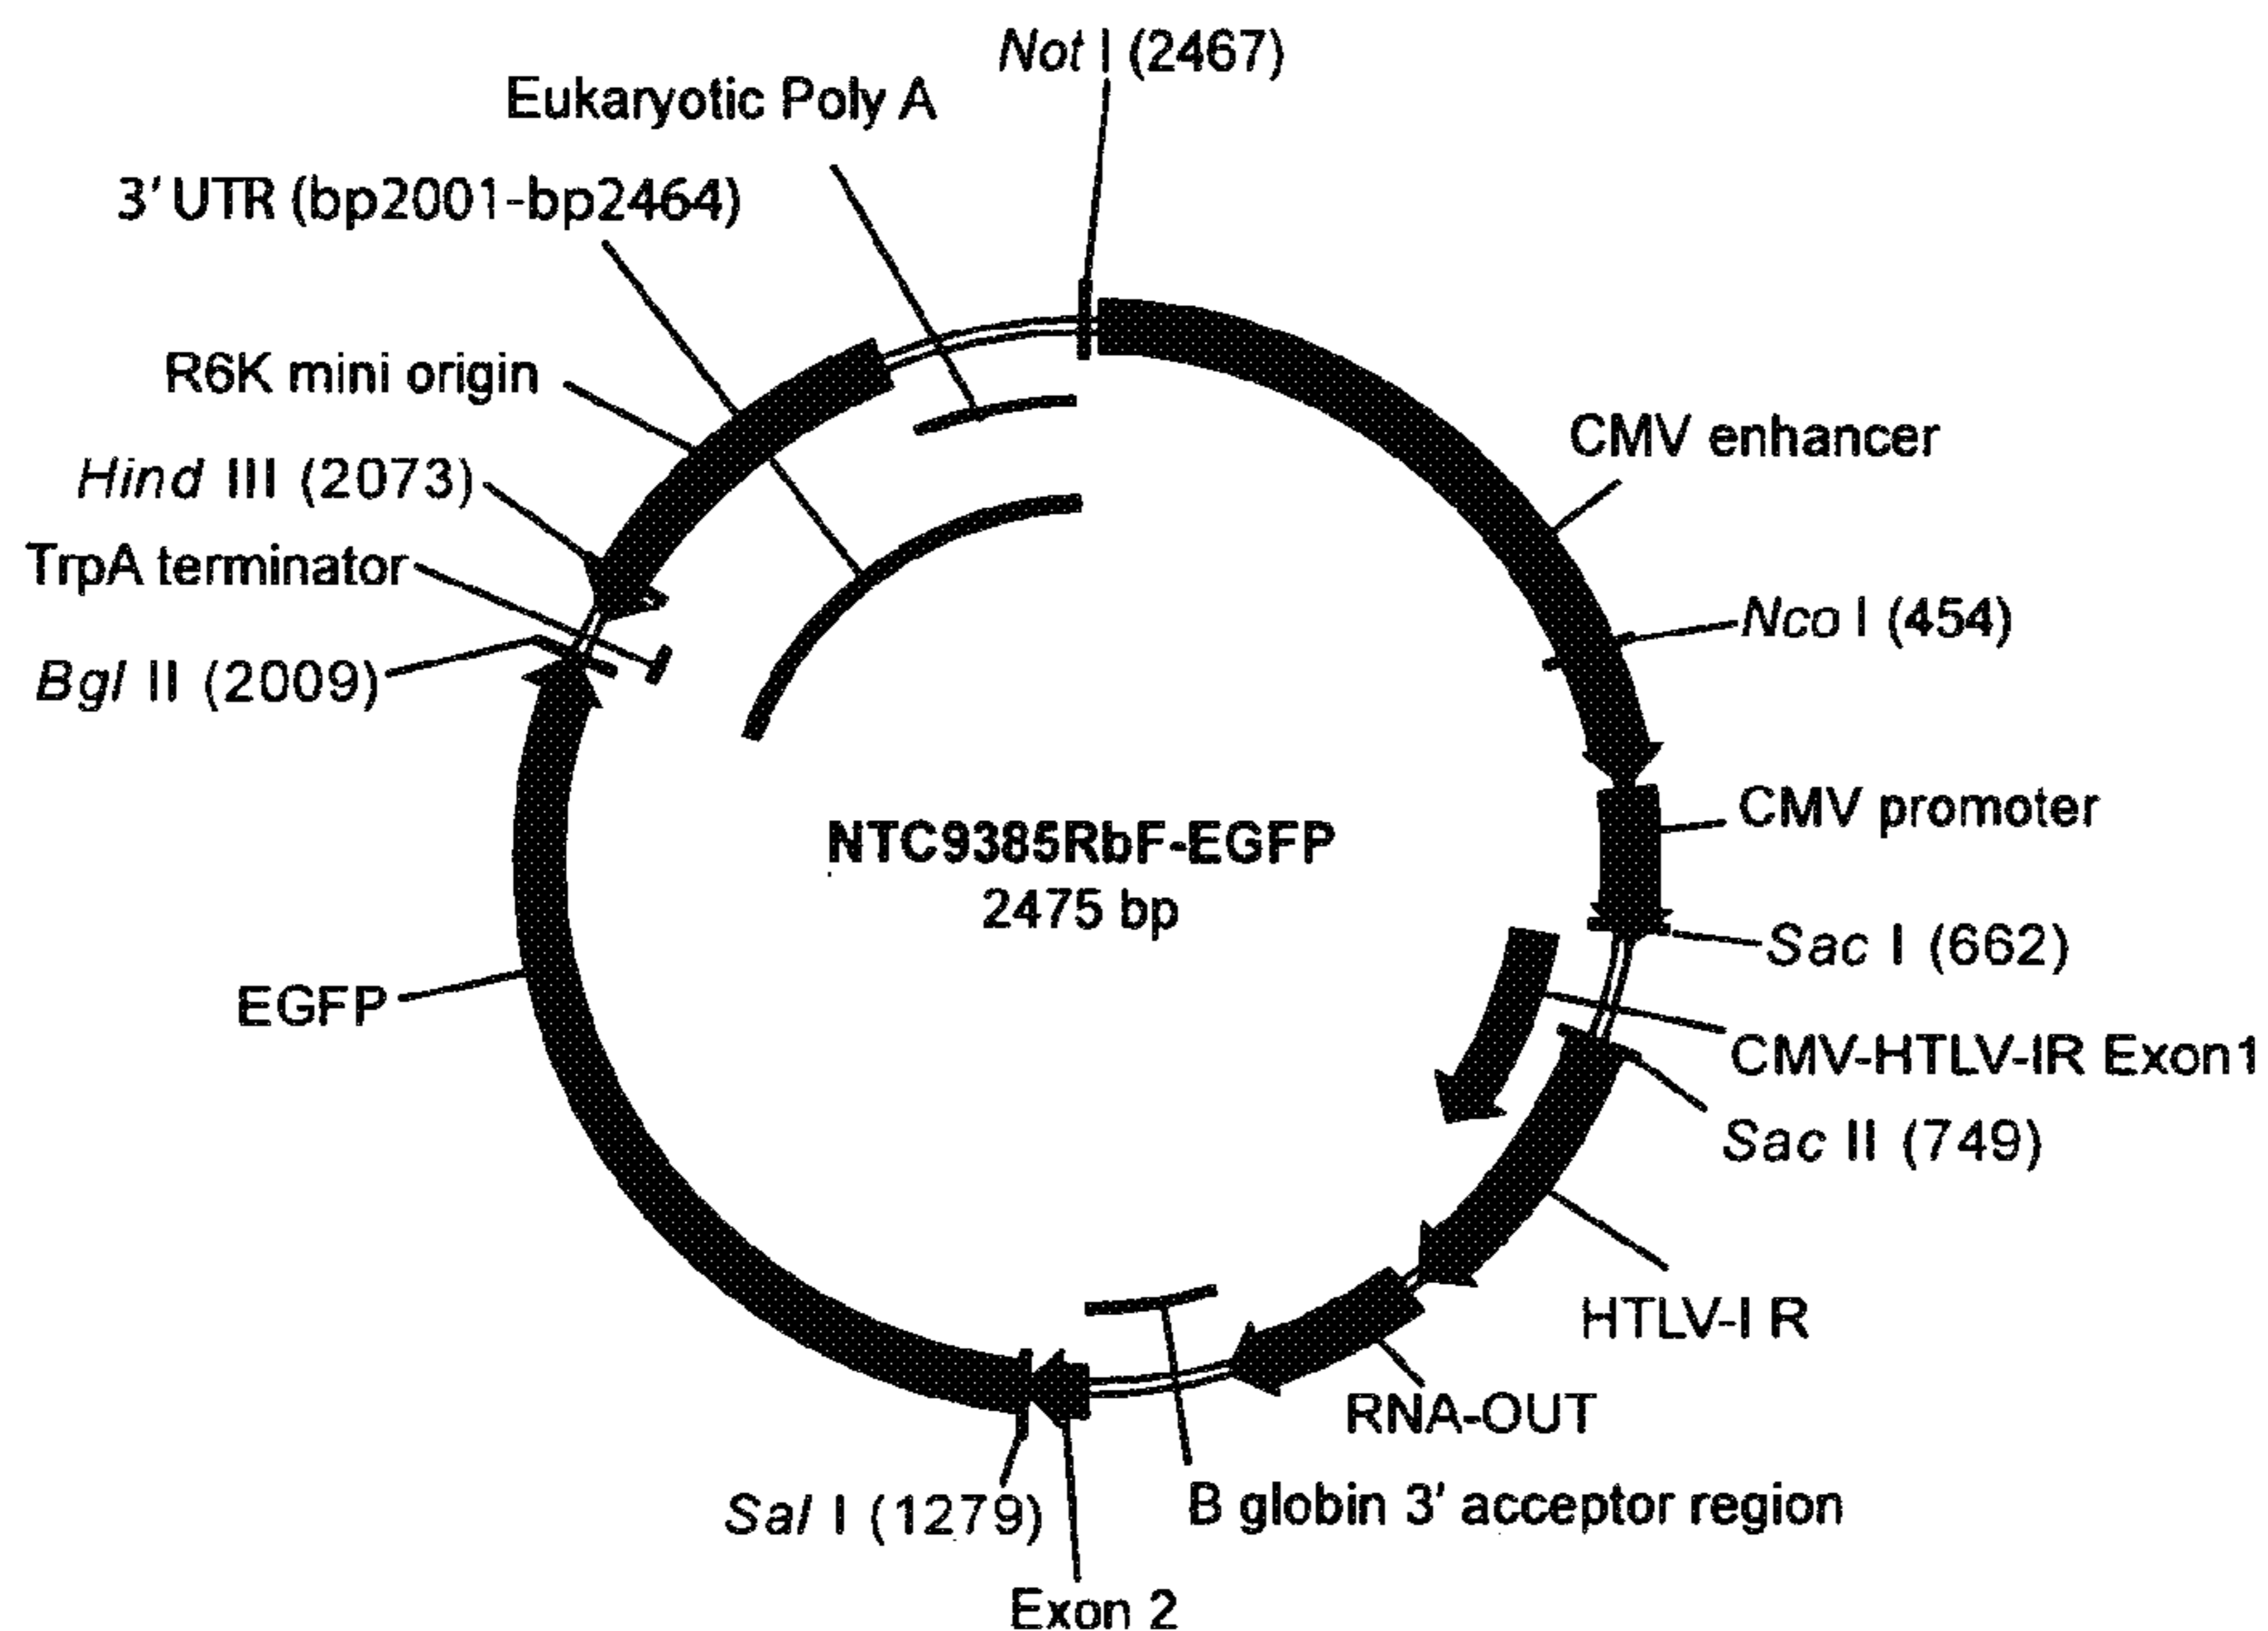 Not I (2467)
Eukaryotic Poly A
3' UTR (bp2001-bp2464)
R6K mini origin
Hind III (2073)
TrpA terminator
Bgl II (2009)
CMV enhancer
Nco I (454)
CMV promoter
NTC9385RbF-EGFP
2475 bp
Sac I (662)
EGFP
CMV-HTLV-IR Exon1
Sac II (749)
HTLV-I R
RNA-OUT
Sal I (1279)
B globin 3' acceptor region
Exon 2